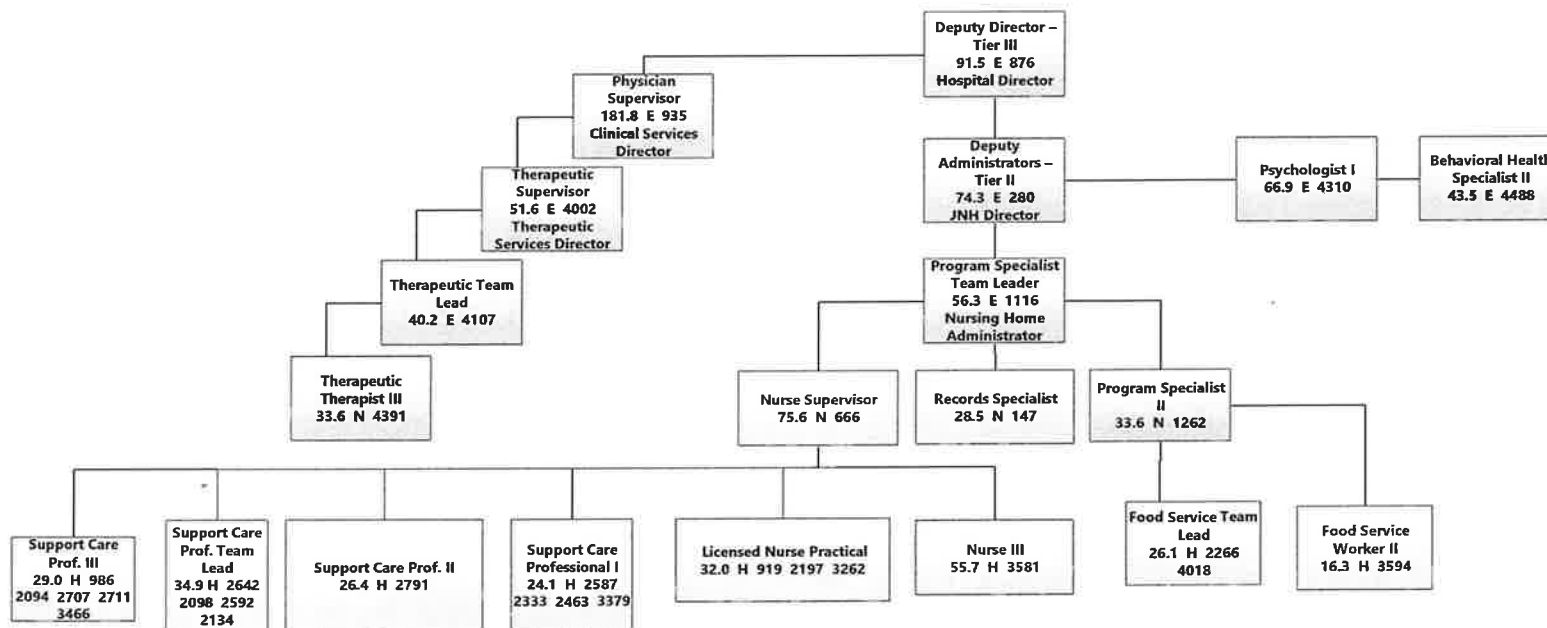 Deputy Director –
Tier III
91.5 E 876
Hospital Director
Physician
Supervisor
181.8 E 935
Clinical Services
Director
Therapeutic
Supervisor
51.6 E 4002
Therapeutic
Services Director
Therapeutic Team
Lead
40.2 E 4107
Therapeutic
Therapist III
33.6 N 4391
Deputy
Administrators –
Tier II
74.3 E 280
JNH Director
Psychologist I
66.9 E 4310
Behavioral Health
Specialist II
43.5 E 4488
Program Specialist
Team Leader
56.3 E 1116
Nursing Home
Administrator
Nurse Supervisor
75.6 N 666
Records Specialist
28.5 N 147
Program Specialist
II
33.6 N 1262
Support Care
Prof. III
29.0 H 986
2094 2707 2711
3466
Support Care
Prof. Team
Lead
34.9 H 2642
2098 2592
2134
Support Care Prof. II
26.4 H 2791
Support Care
Professional I
24.1 H 2587
2333 2463 3379
Licensed Nurse Practical
32.0 H 919 2197 3262
Nurse III
55.7 H 3581
Food Service Team
Lead
26.1 H 2266
4018
Food Service
Worker II
16.3 H 3594